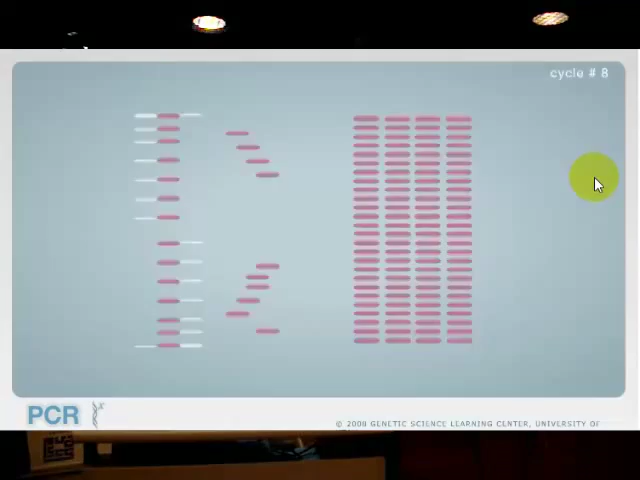 cycle # 8
PCR
© 2008 GENETIC SCIENCE LEARNING CENTER, UNIVERSITY OF